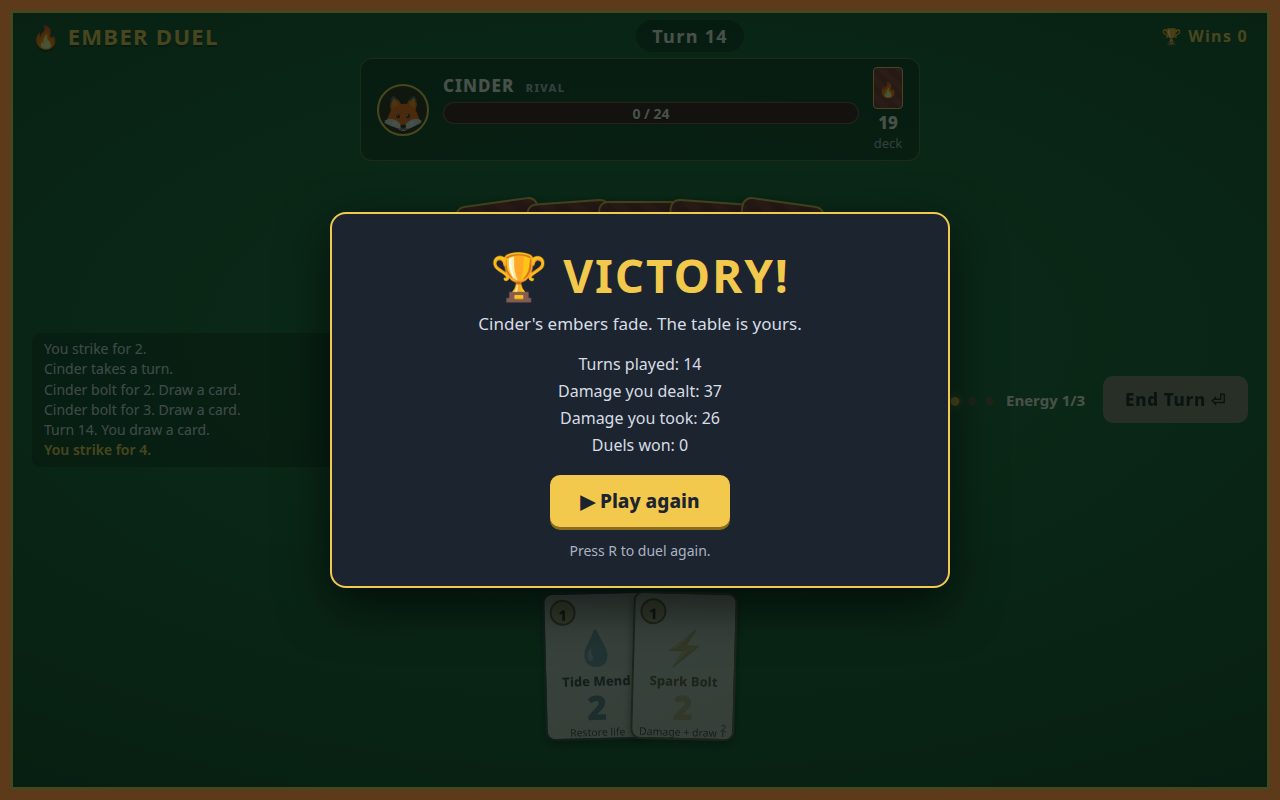 🔥 EMBER DUEL
Turn 14
🏆 Wins 0
CINDER RIVAL
0 / 24
19
deck
🏆 VICTORY!
Cinder's embers fade. The table is yours.
Turns played: 14
Damage you dealt: 37
Damage you took: 26
Duels won: 0
▶ Play again
Press R to duel again.
You strike for 2.
Cinder takes a turn.
Cinder bolt for 2. Draw a card.
Cinder bolt for 3. Draw a card.
Turn 14. You draw a card.
You strike for 4.
Energy 1/3
End Turn ⏎
1
Tide Mend
2
Restore life
1
Spark Bolt
2
Damage + draw 1
2